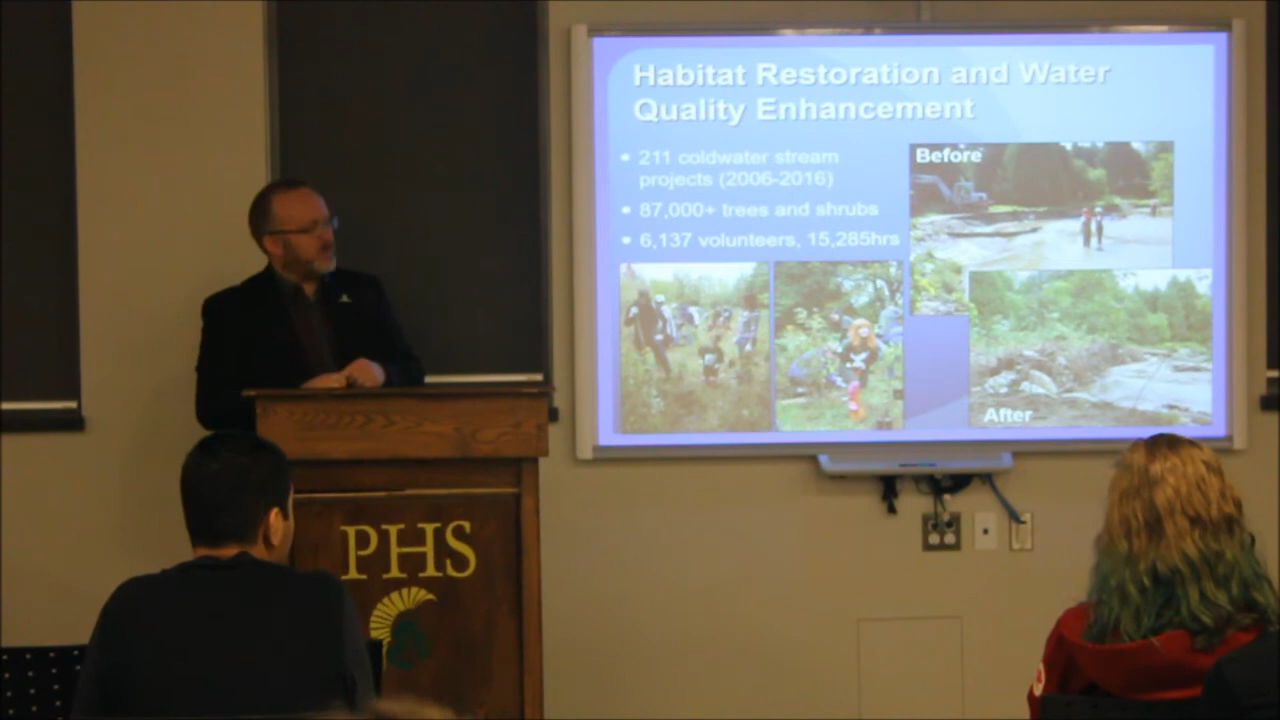 Habitat Restoration and Water
Quality Enhancement
• 211 coldwater stream
projects (2006-2016)
• 87,000+ trees and shrubs
• 6,137 volunteers, 15,285hrs
Before
After
PHS